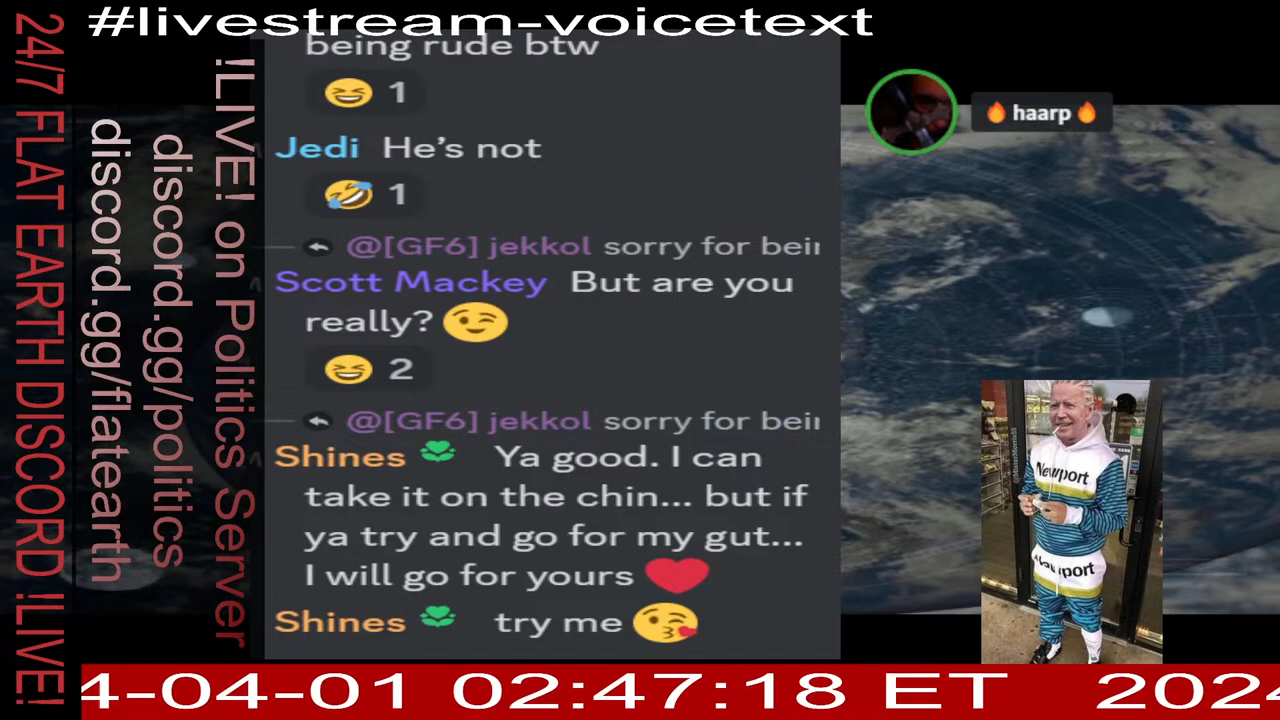 #livestream-voicetext
being rude btw
1
Jedi He's not
1
@[GF6] jekkol sorry for bei
Scott Mackey But are you
really?
2
@[GF6] jekkol sorry for bei
Shines Ya good. I can
take it on the chin... but if
ya try and go for my gut...
I will go for yours
Shines try me
24/7 FLAT EARTH DISCORD !LIVE!
discord.gg/flatearth
discord.gg/politics
!LIVE! on Politics Server
haarp
Newport
Newport
4-04-01 02:47:18 ET 202